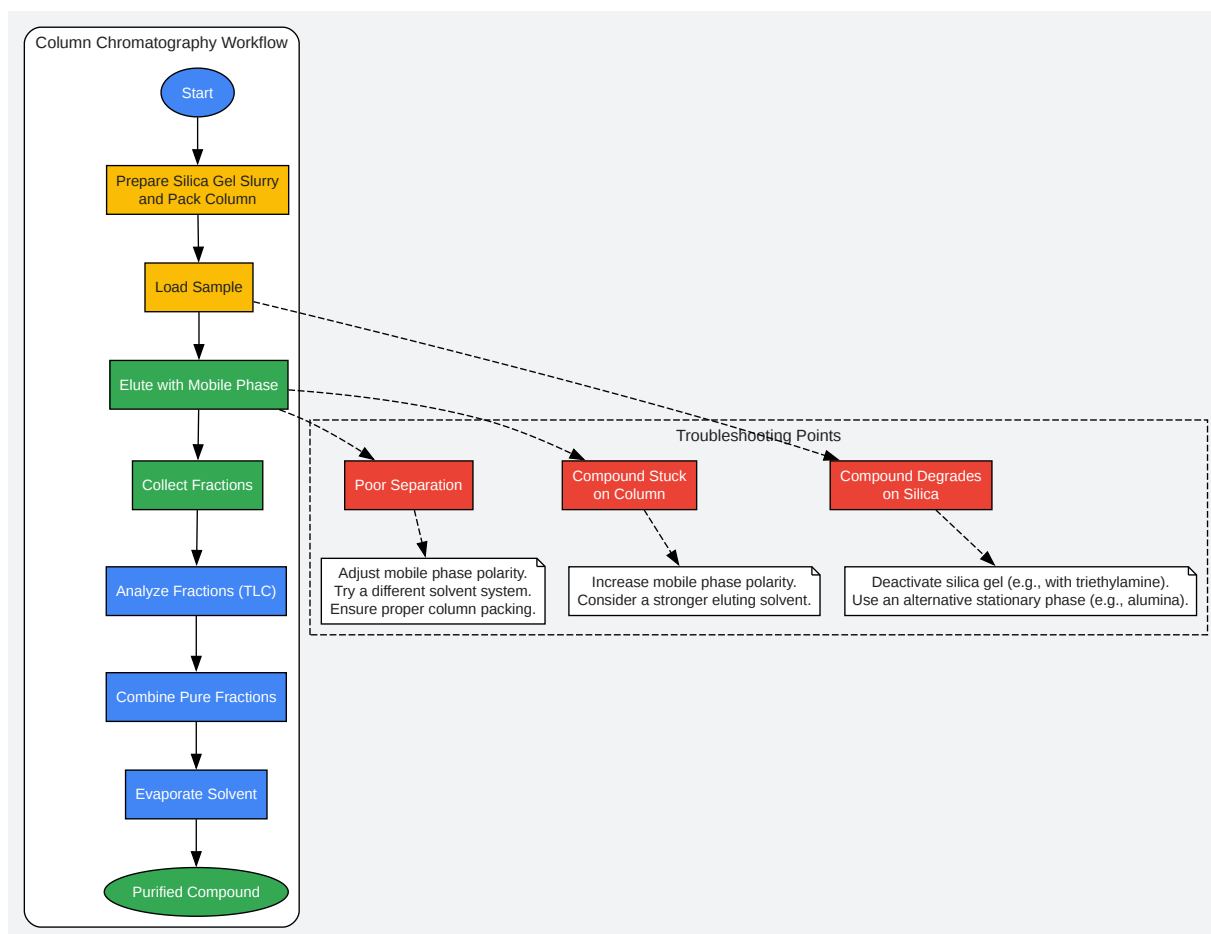 Column Chromatography Workflow
Start
Prepare Silica Gel Slurry
and Pack Column
Load Sample
Elute with Mobile Phase
Collect Fractions
Analyze Fractions (TLC)
Combine Pure Fractions
Evaporate Solvent
Purified Compound
Troubleshooting Points
Poor Separation
Adjust mobile phase polarity.
Try a different solvent system.
Ensure proper column packing.
Compound Stuck
on Column
Increase mobile phase polarity.
Consider a stronger eluting solvent.
Compound Degrades
on Silica
Deactivate silica gel (e.g., with triethylamine).
Use an alternative stationary phase (e.g., alumina).